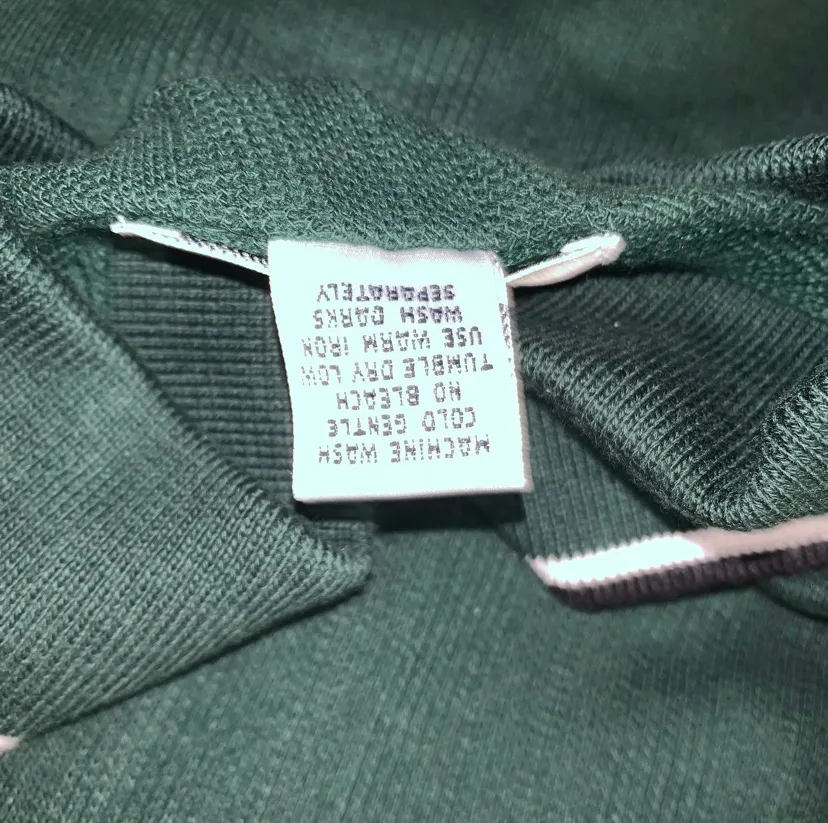 MACHINE WASH
COLD GENTLE
NO BLEACH
TUMBLE DRY LOW
USE WARM IRON
WASH DARKS
SEPARATELY